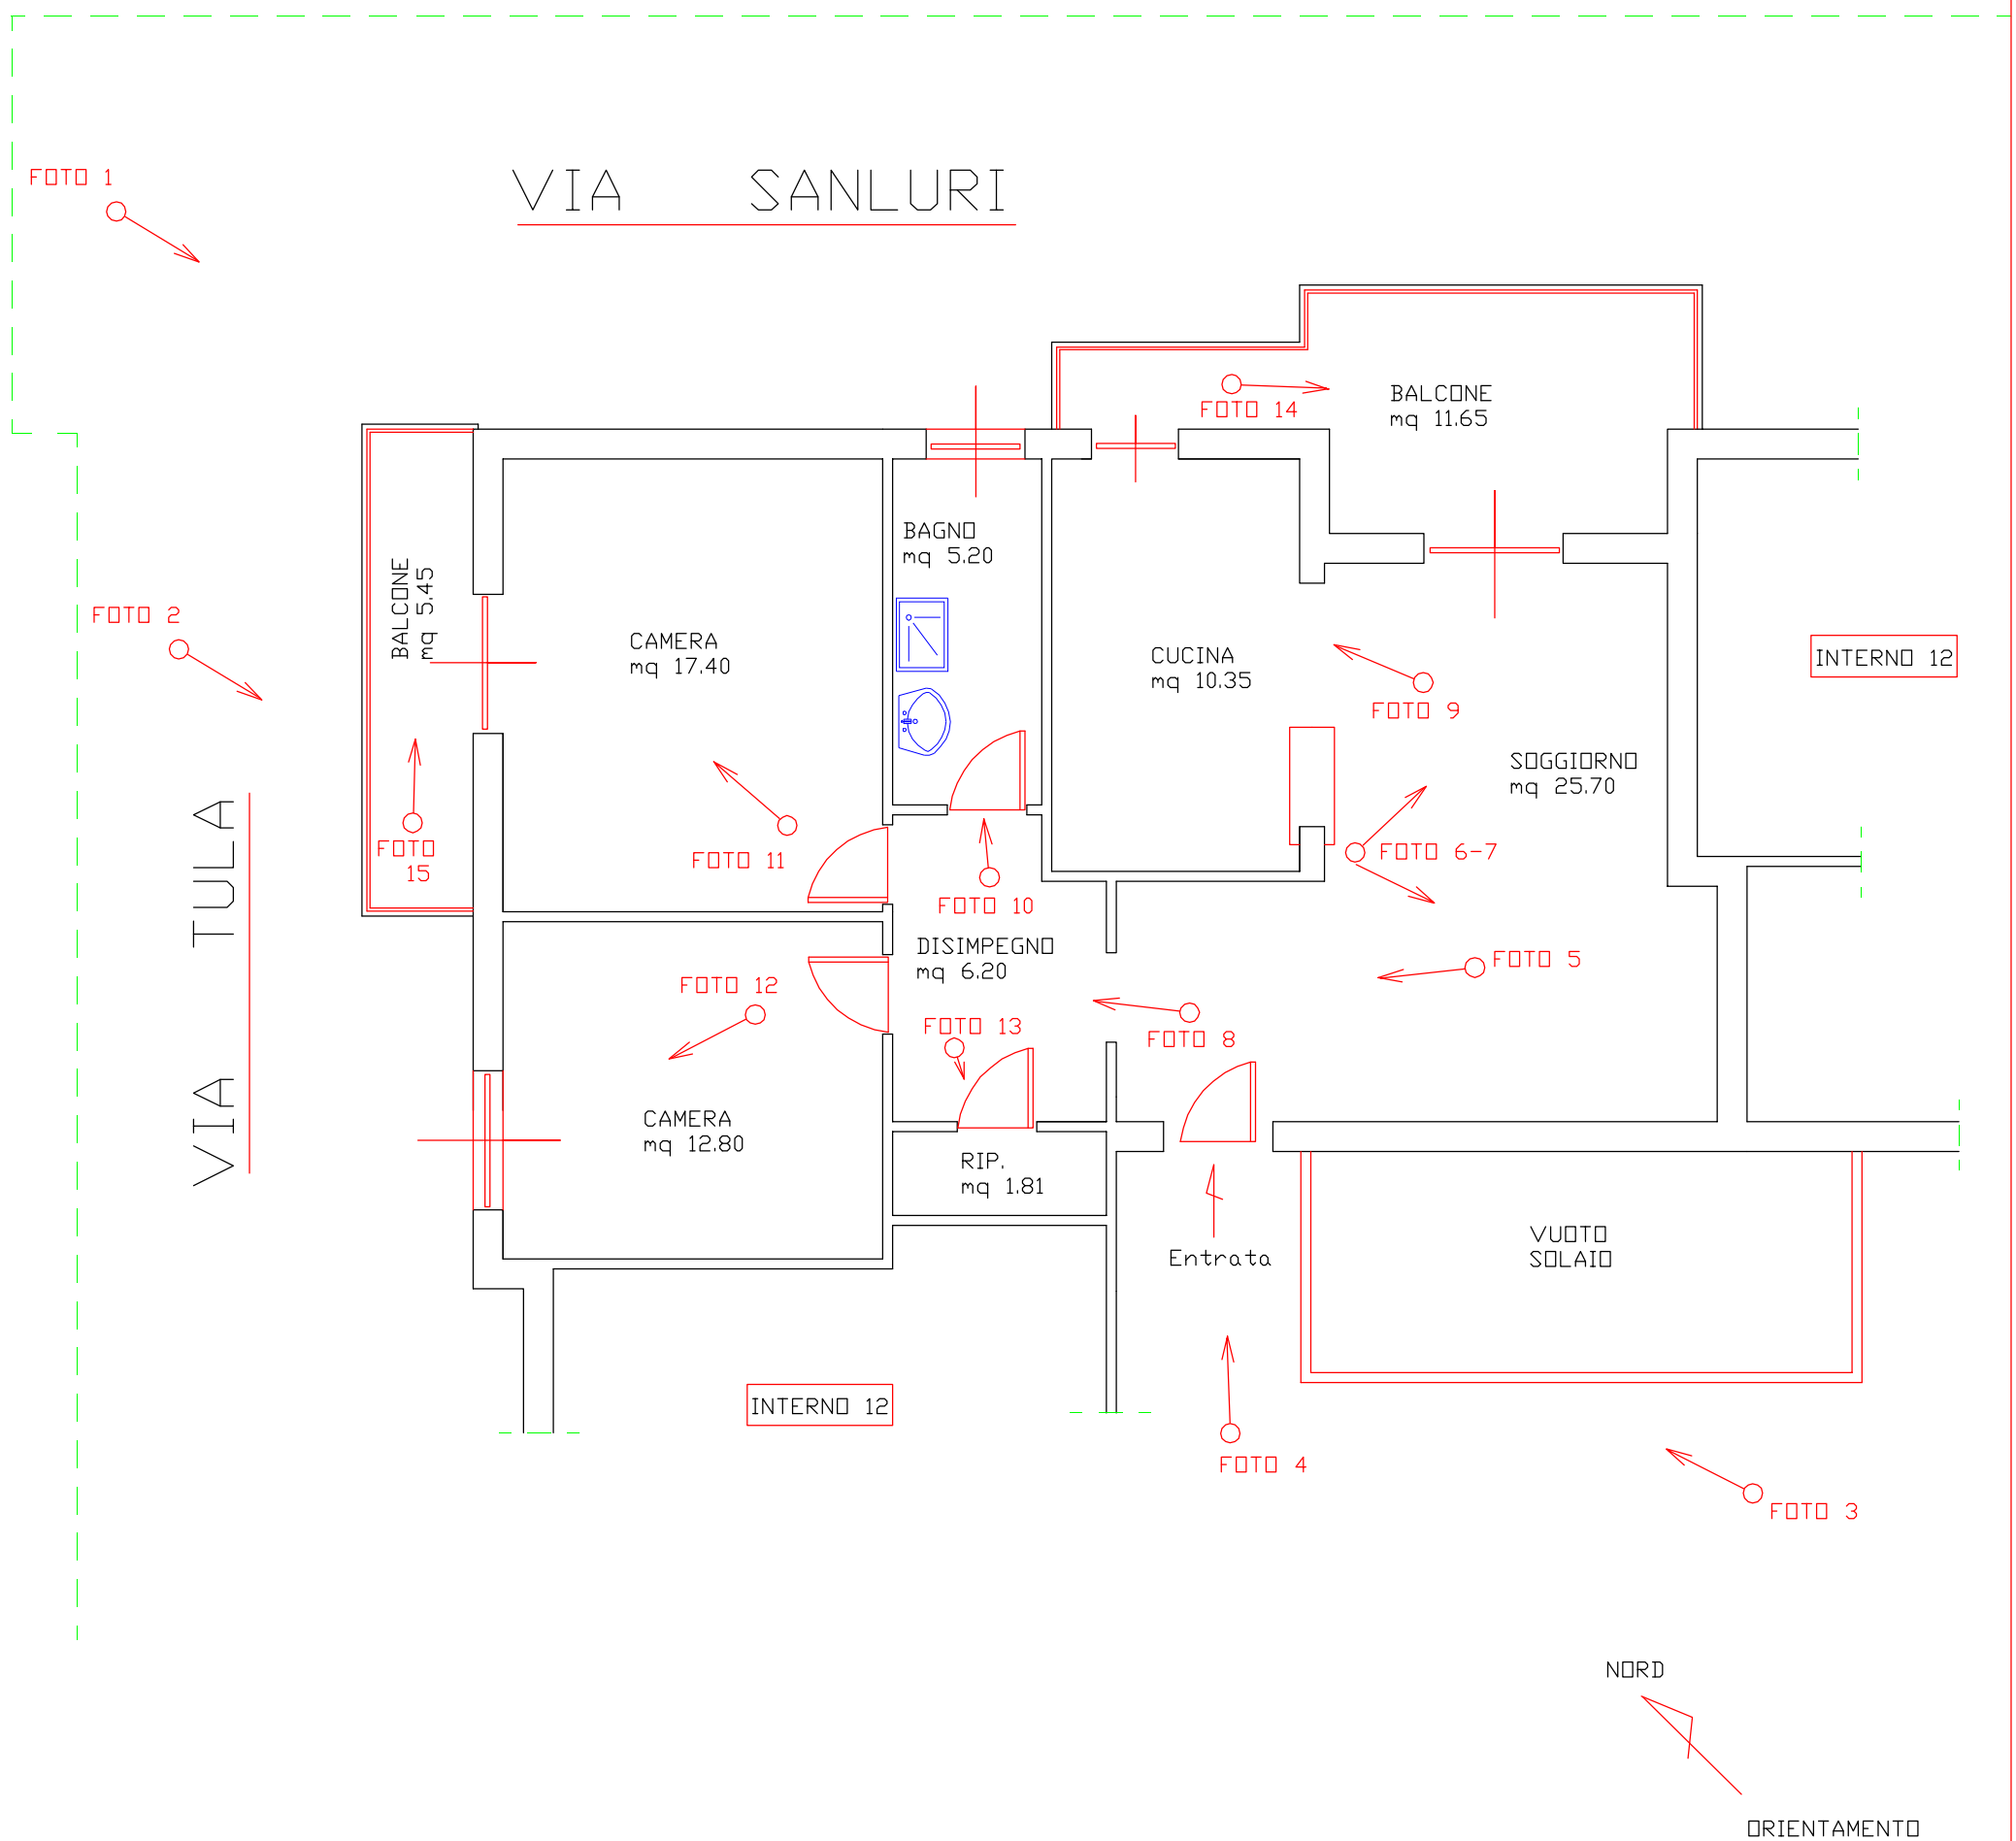 FOTO 1
VIA SANLURI
FOTO 14
BALCONE
mq 11.65
BAGNO
mq 5.20
BALCONE
mq 5.45
FOTO 2
CAMERA
mq 17.40
CUCINA
mq 10.35
INTERNO 12
FOTO 9
SOGGIORNO
mq 25.70
FOTO
15
FOTO 11
FOTO 6-7
FOTO 10
VIA TULA
DISIMPEGNO
mq 6.20
FOTO 5
FOTO 12
FOTO 13
FOTO 8
CAMERA
mq 12.80
RIP.
mq 1.81
Entrata
VUOTO
SOLAIO
INTERNO 12
FOTO 4
FOTO 3
NORD
ORIENTAMENTO